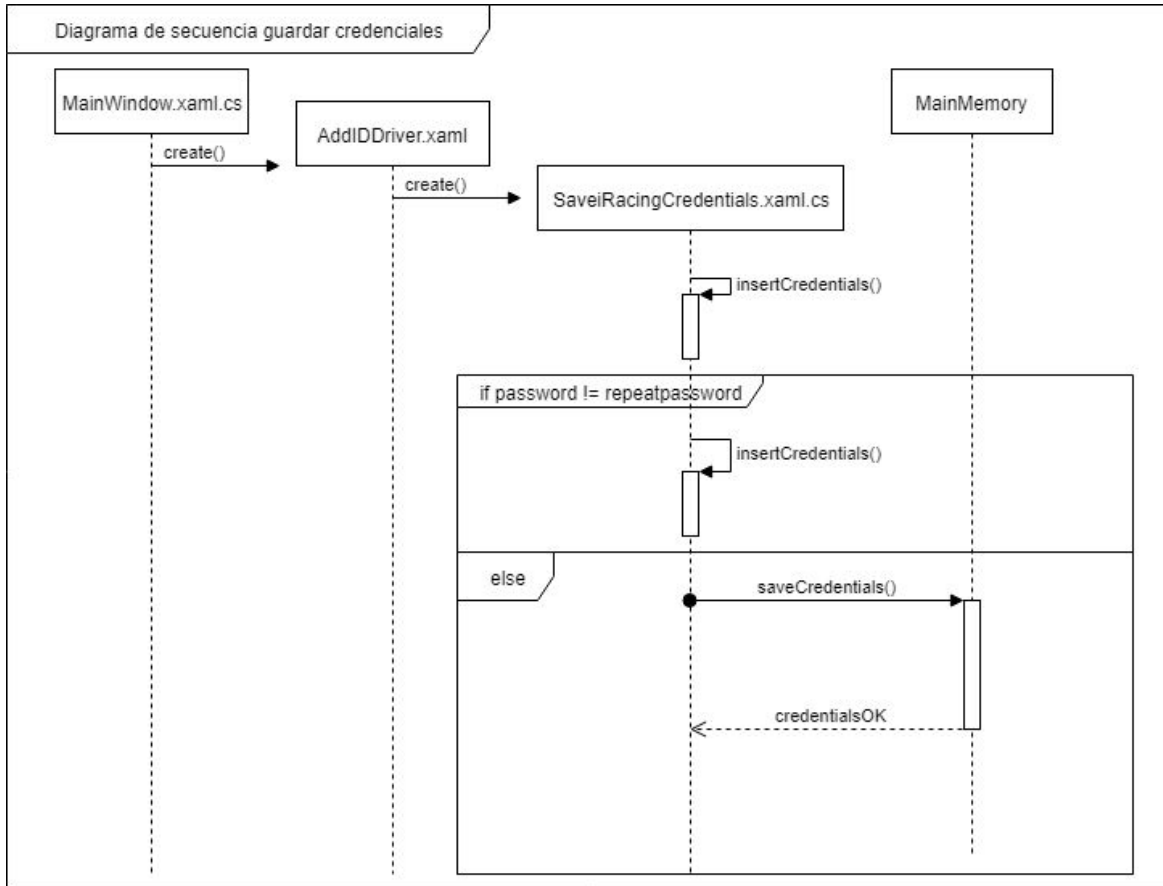 Diagrama de secuencia guardar credenciales
MainWindow.xaml.cs
MainMemory
AddIDDriver.xaml
create()
create()
SaveiRacingCredentials.xaml.cs
insertCredentials()
if password != repeatpassword
insertCredentials()
else
saveCredentials()
credentialsOK